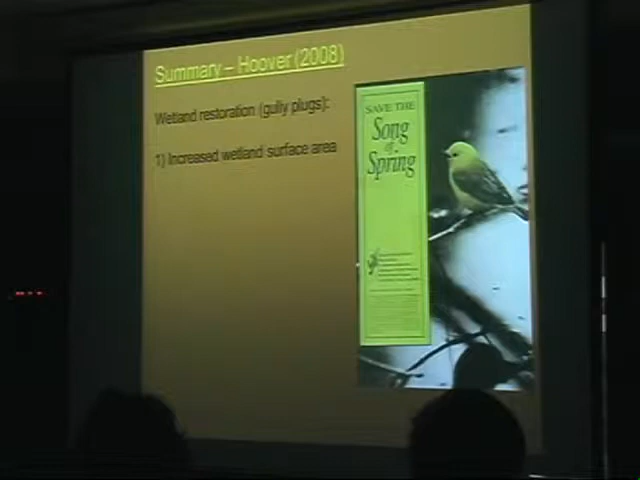 Summary – Hoover (2008)
Wetland restoration (gully plugs):
1) Increased wetland surface area
SAVE THE
Song
of
Spring